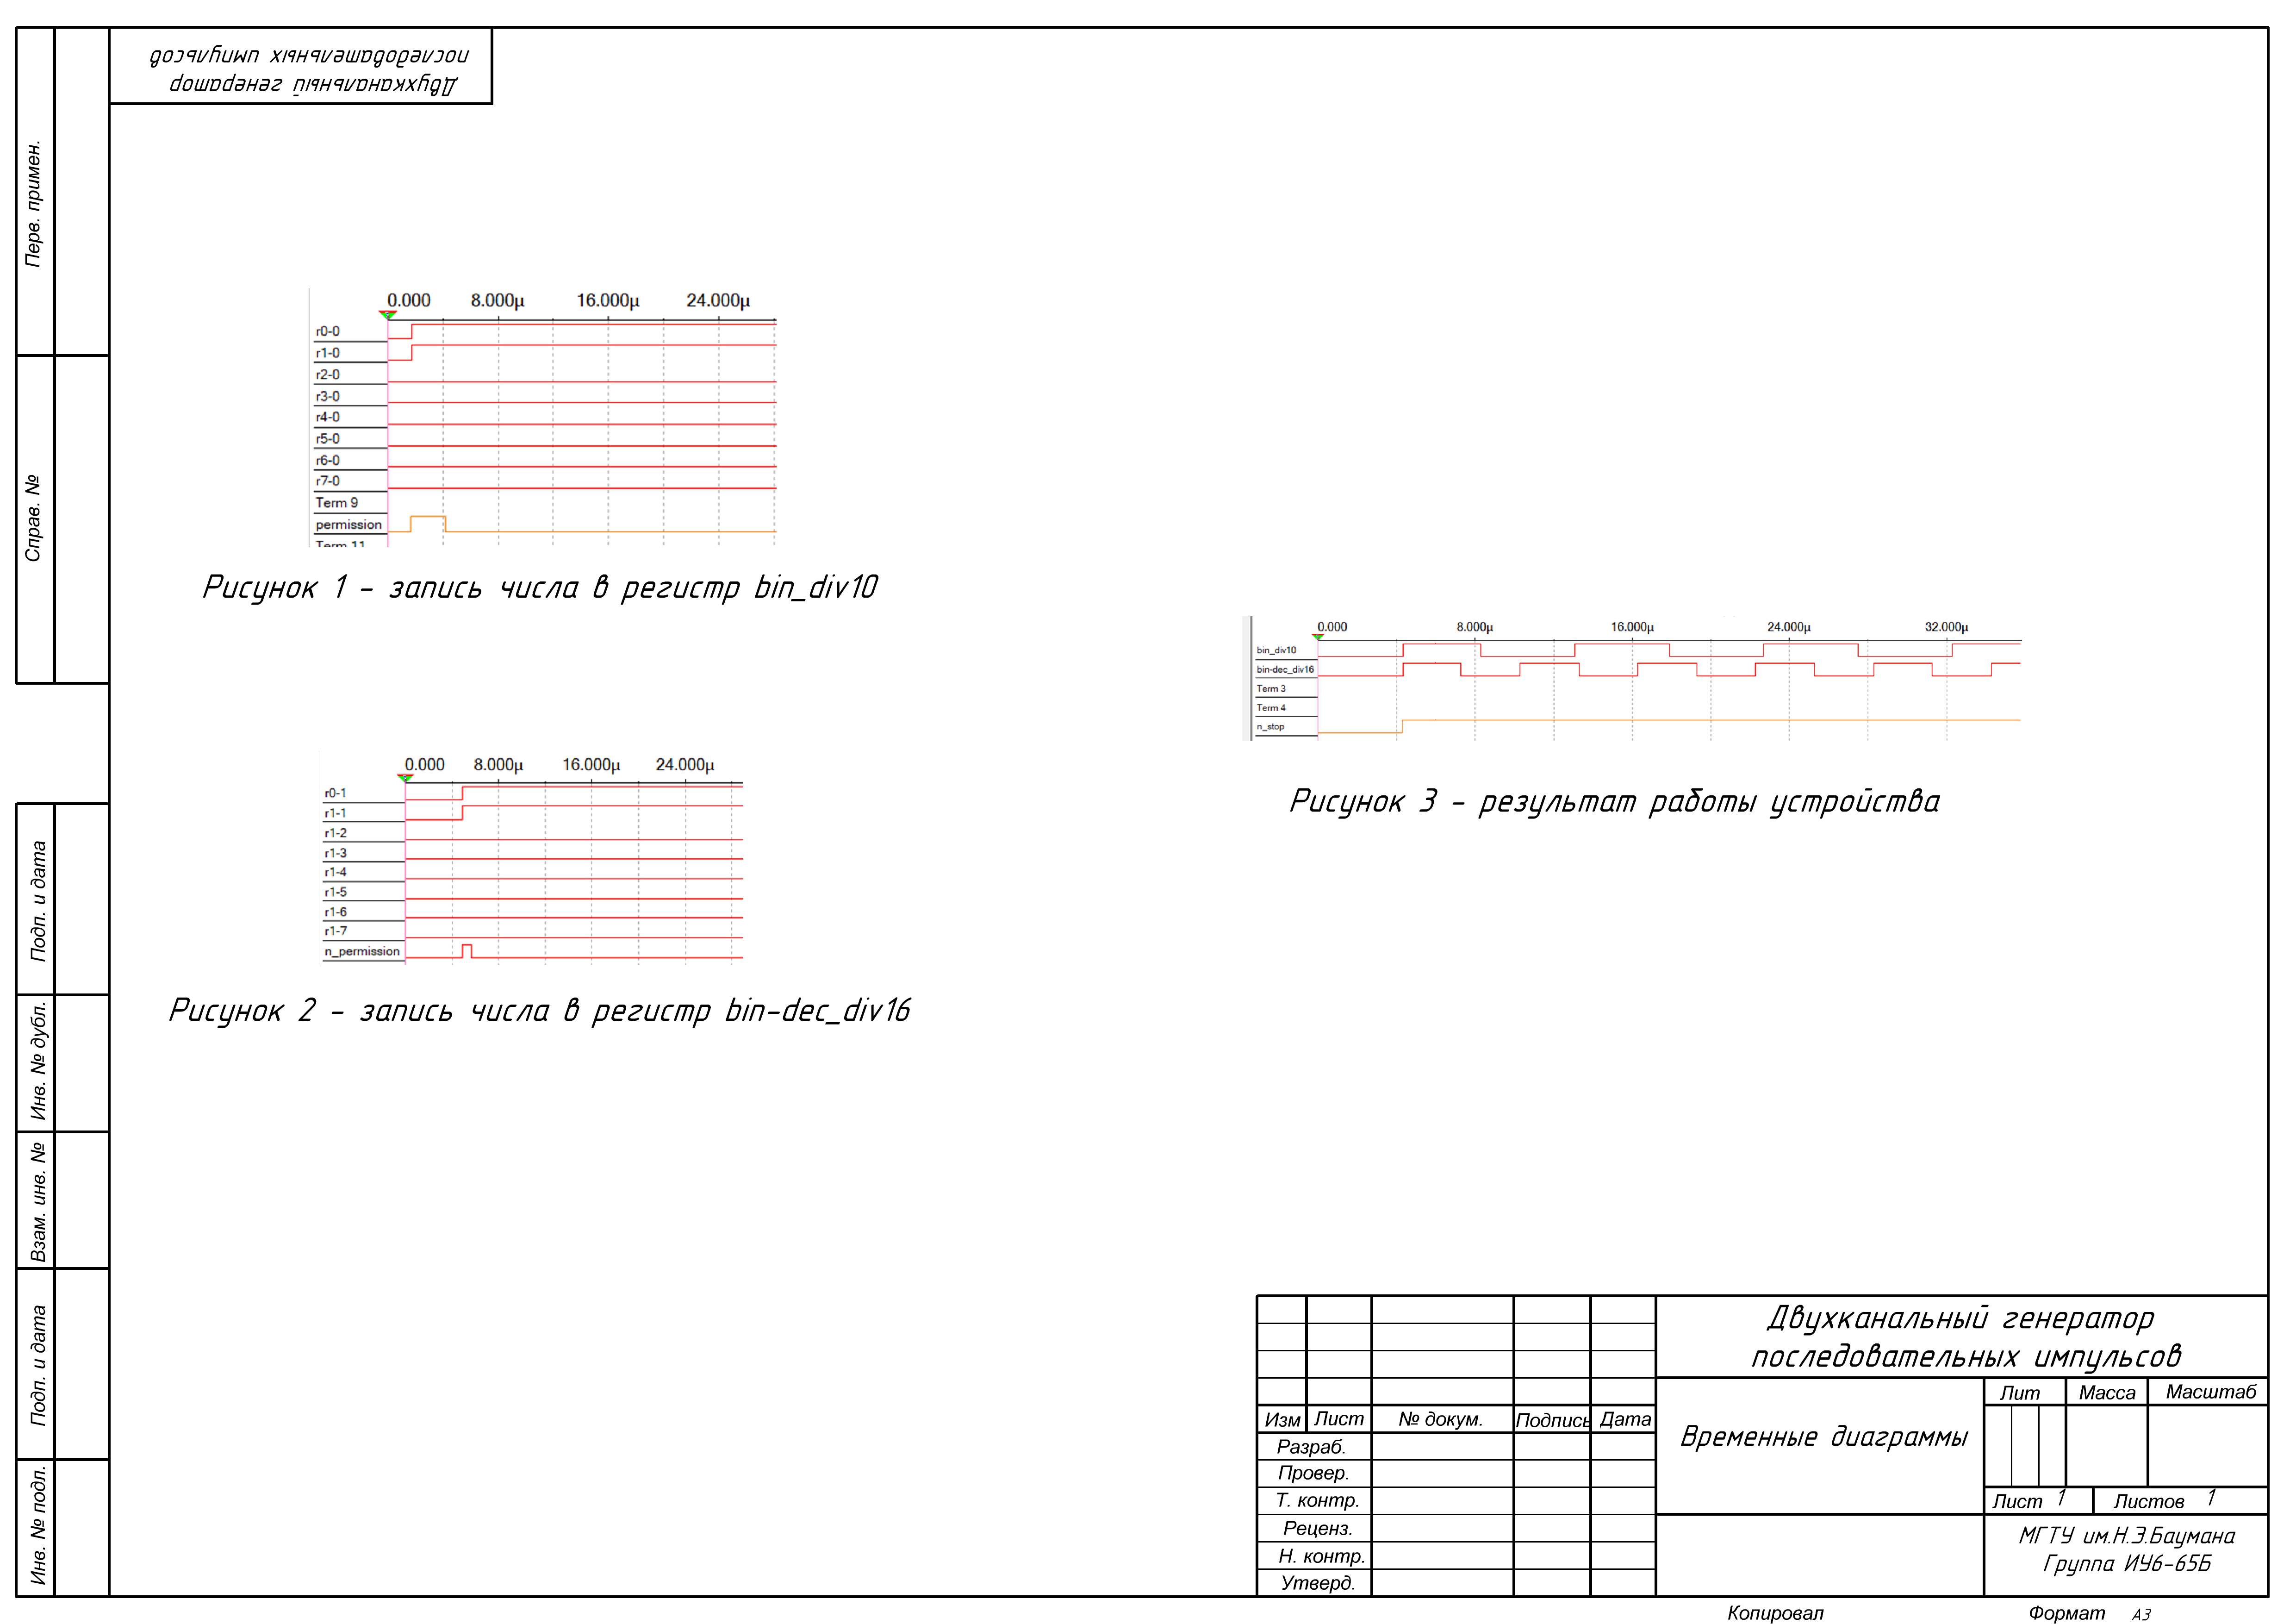 Двухканальный генератор
последовательных импульсов
Перв. примен.
Справ. №
Подп. и дата
Инв. № дубл.
Взам. инв. №
Подп. и дата
Инв. № подл.
0.000 8.000µ 16.000µ 24.000µ
r0-0
r1-0
r2-0
r3-0
r4-0
r5-0
r6-0
r7-0
Term 9
permission
Term 11
Рисунок 1 - запись числа в регистр bin_div10
0.000 8.000µ 16.000µ 24.000µ
r0-1
r1-1
r1-2
r1-3
r1-4
r1-5
r1-6
r1-7
n_permission
Рисунок 2 - запись числа в регистр bin-dec_div16
0.000 8.000µ 16.000µ 24.000µ 32.000µ
bin_div10
bin-dec_div16
Term 3
Term 4
n_stop
Рисунок 3 - результат работы устройства
Двухканальный генератор
последовательных импульсов
Изм Лист № докум. Подпись Дата
Разраб.
Провер.
Т. контр.
Реценз.
Н. контр.
Утверд.
Временные диаграммы
Лит Масса Масштаб
Лист 1 Листов 1
МГТУ им.Н.Э.Баумана
Группа ИУ6-65Б
Копировал Формат А3